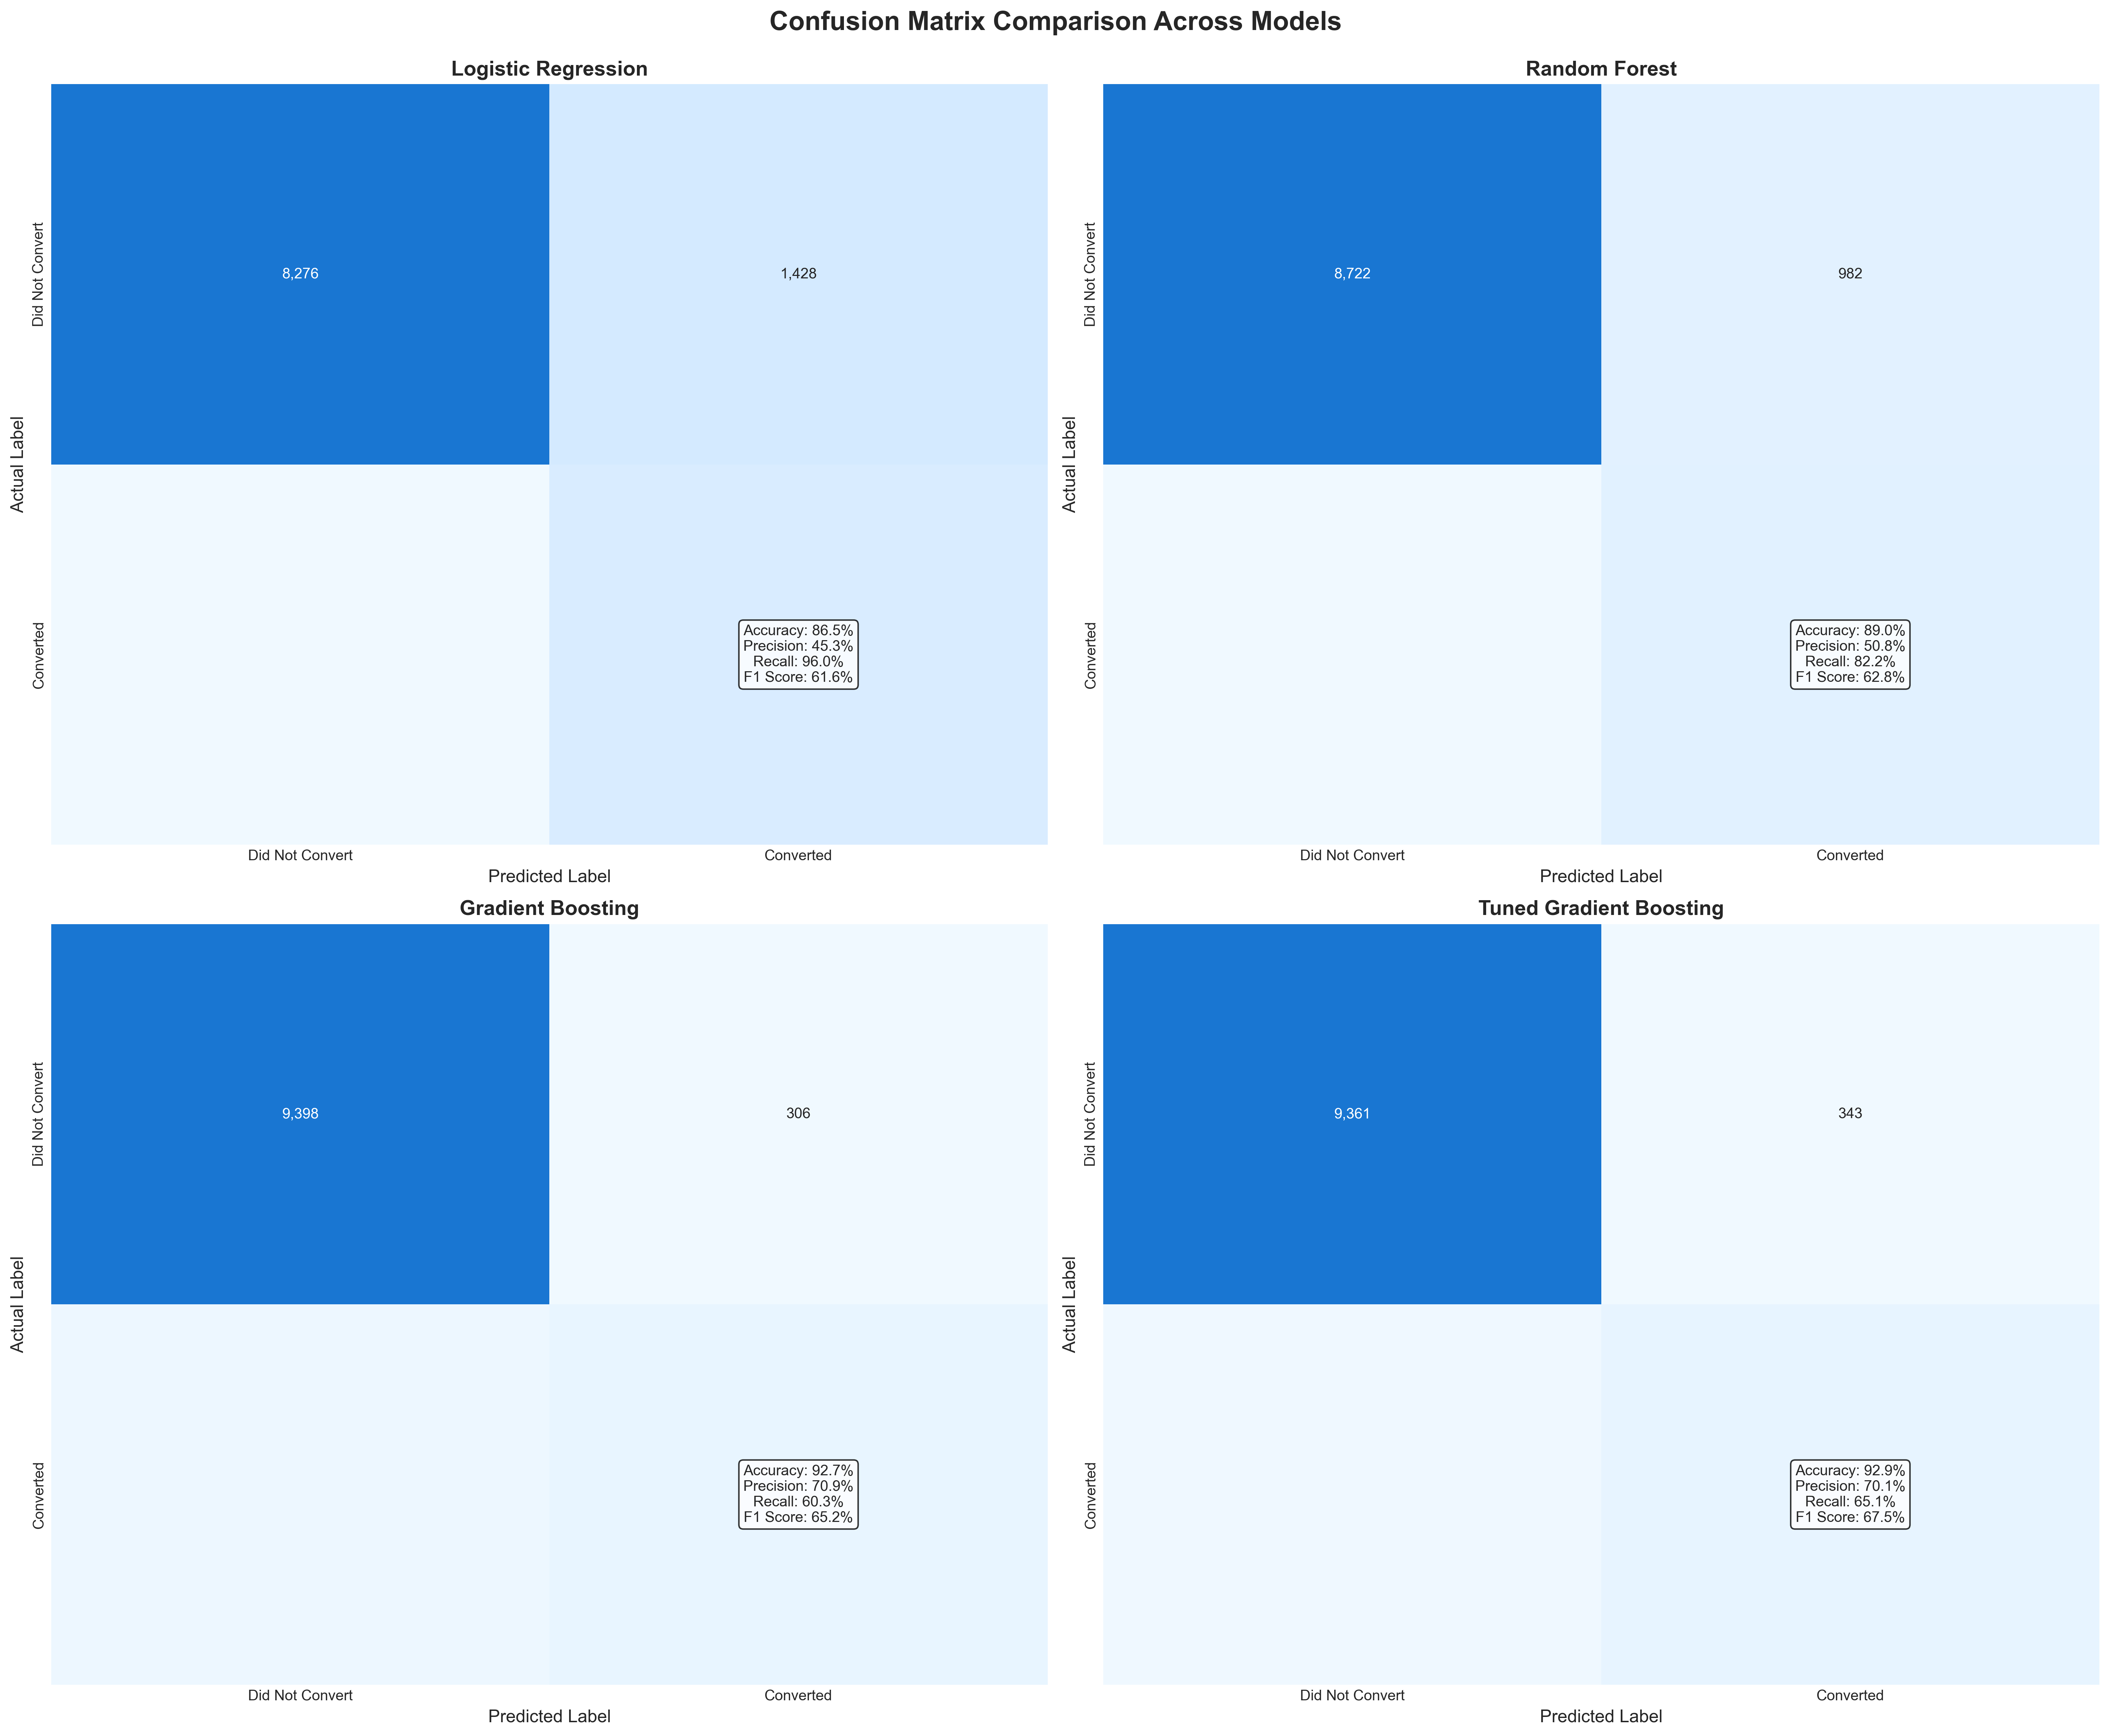 Confusion Matrix Comparison Across Models
Logistic Regression
Actual Label
Did Not Convert
8,276
1,428
Converted
Accuracy: 86.5%
Precision: 45.3%
Recall: 96.0%
F1 Score: 61.6%
Did Not Convert
Converted
Predicted Label
Random Forest
Actual Label
Did Not Convert
8,722
982
Converted
Accuracy: 89.0%
Precision: 50.8%
Recall: 82.2%
F1 Score: 62.8%
Did Not Convert
Converted
Predicted Label
Gradient Boosting
Actual Label
Did Not Convert
9,398
306
Converted
Accuracy: 92.7%
Precision: 70.9%
Recall: 60.3%
F1 Score: 65.2%
Did Not Convert
Converted
Predicted Label
Tuned Gradient Boosting
Actual Label
Did Not Convert
9,361
343
Converted
Accuracy: 92.9%
Precision: 70.1%
Recall: 65.1%
F1 Score: 67.5%
Did Not Convert
Converted
Predicted Label